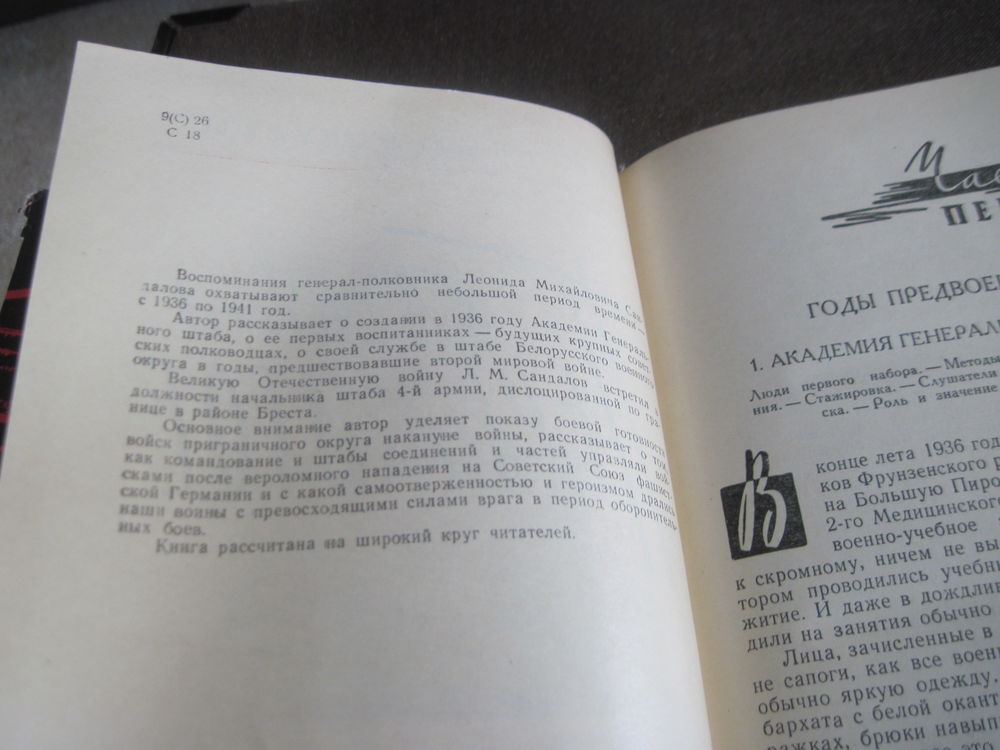 9(С) 26
С 18
Воспоминания генерал-полковника Леонида Михайловича Сан-
далова охватывают сравнительно небольшой период времени —
с 1936 по 1941 год.
Автор рассказывает о создании в 1936 году Академии Генераль-
ного штаба, о ее первых воспитанниках — будущих крупных совет-
ских полководцах, о своей службе в штабе Белорусского военного
округа в годы, предшествовавшие второй мировой войне.
Великую Отечественную войну Л. М. Сандалов встретил в
должности начальника штаба 4-й армии, дислоцированной по гра-
нице в районе Бреста.
Основное внимание автор уделяет показу боевой готовности
войск приграничного округа накануне войны, рассказывает о том
как командование и штабы соединений и частей управляли вой-
сками после вероломного нападения на Советский Союз фашист-
ской Германии и с какой самоотверженностью и героизмом дрались
наши воины с превосходящими силами врага в период оборонитель-
ных боев.
Книга рассчитана на широкий круг читателей.
ГОДЫ ПРЕДВОЕН
1. АКАДЕМИЯ ГЕНЕРАЛ
Люди первого набора. — Методы
ния. — Стажировка. — Слушатели
ска. — Роль и значение
В конце лета 1936 год
ков Фрунзенского р
на Большую Пиро
2-го Медицинского
военно-учебное
к скромному, ничем не вы
тором проводились учебн
житие. И даже в дождлив
дили на занятия обычно
Лица, зачисленные в
не сапоги, как все воен
обычно яркую одежду.
бархата с белой окант
ражках, брюки навып